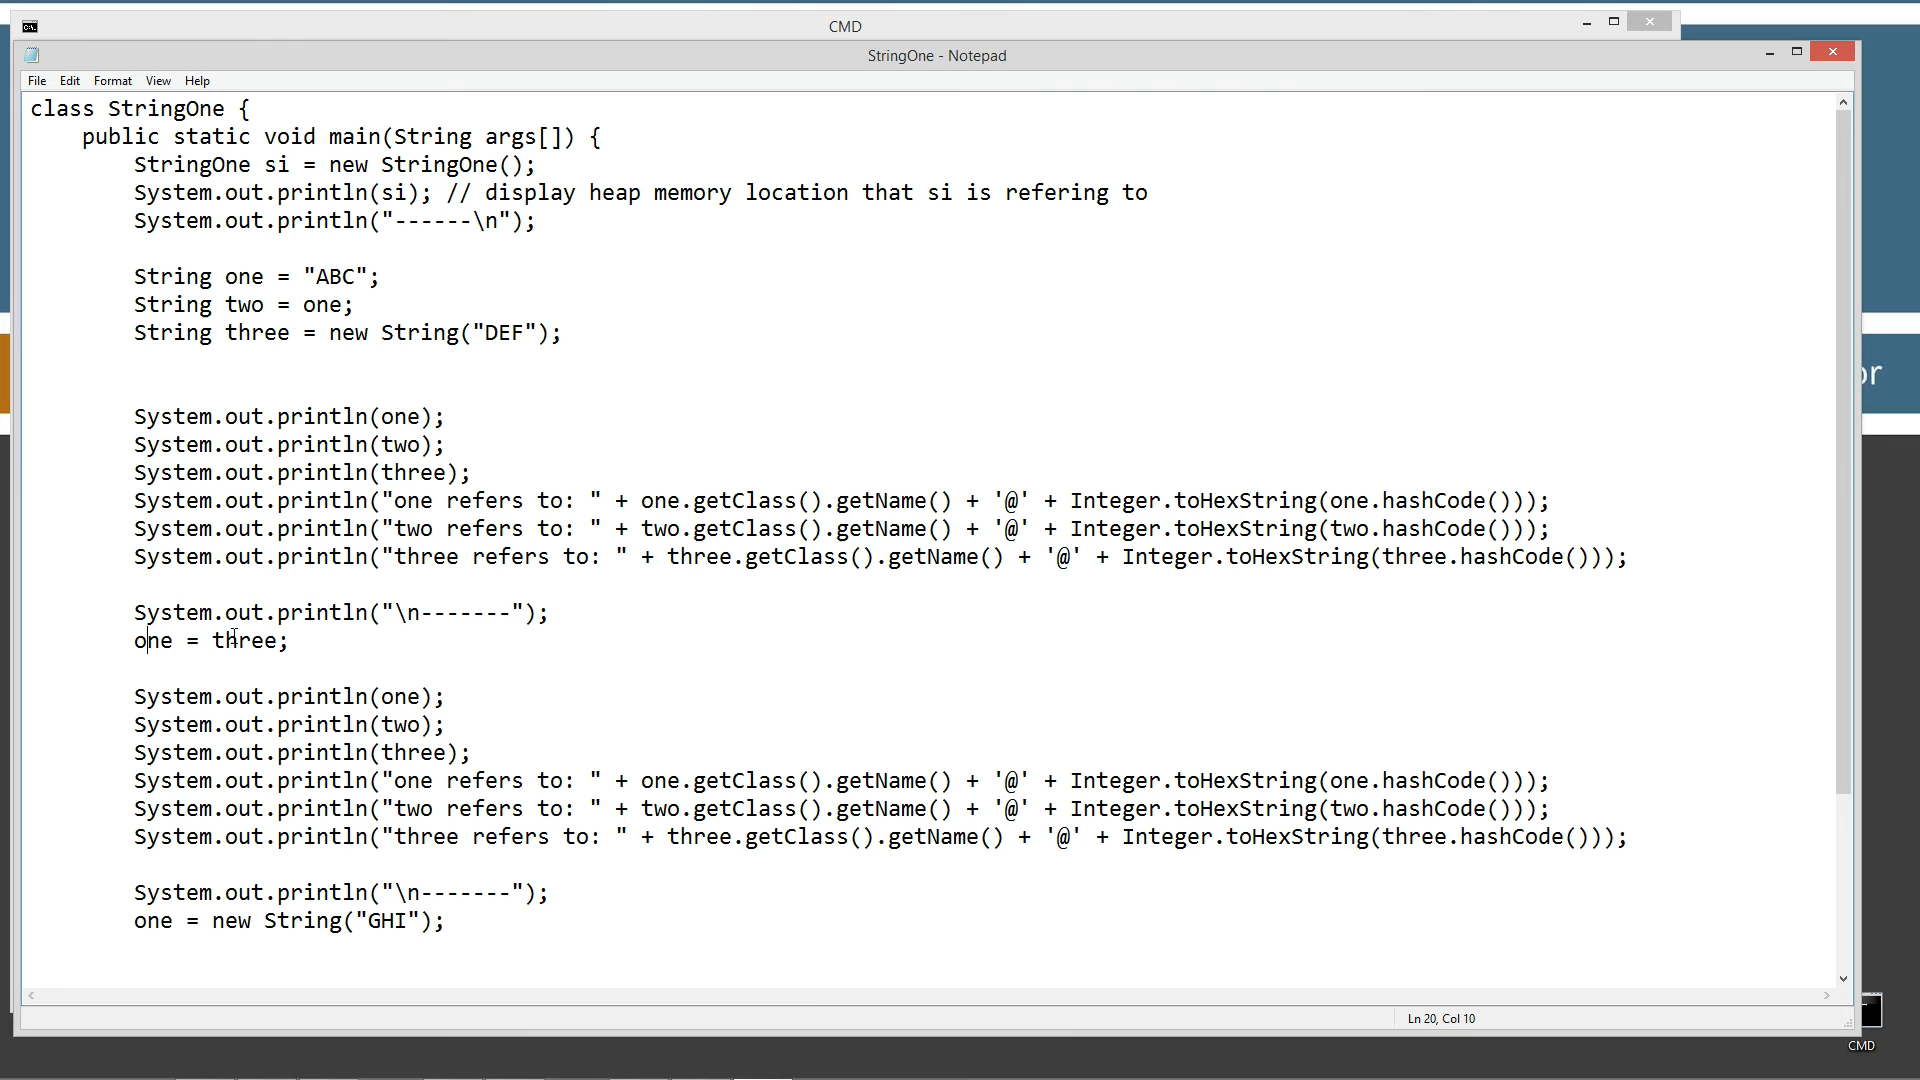 CMD
StringOne - Notepad
File Edit Format View Help
class StringOne {
    public static void main(String args[]) {
        StringOne si = new StringOne();
        System.out.println(si); // display heap memory location that si is refering to
        System.out.println("------\n");
        String one = "ABC";
        String two = one;
        String three = new String("DEF");
        System.out.println(one);
        System.out.println(two);
        System.out.println(three);
        System.out.println("one refers to: " + one.getClass().getName() + '@' + Integer.toHexString(one.hashCode()));
        System.out.println("two refers to: " + two.getClass().getName() + '@' + Integer.toHexString(two.hashCode()));
        System.out.println("three refers to: " + three.getClass().getName() + '@' + Integer.toHexString(three.hashCode()));
        System.out.println("\n-------");
        one = three;
        System.out.println(one);
        System.out.println(two);
        System.out.println(three);
        System.out.println("one refers to: " + one.getClass().getName() + '@' + Integer.toHexString(one.hashCode()));
        System.out.println("two refers to: " + two.getClass().getName() + '@' + Integer.toHexString(two.hashCode()));
        System.out.println("three refers to: " + three.getClass().getName() + '@' + Integer.toHexString(three.hashCode()));
        System.out.println("\n-------");
        one = new String("GHI");
Ln 20, Col 10
CMD